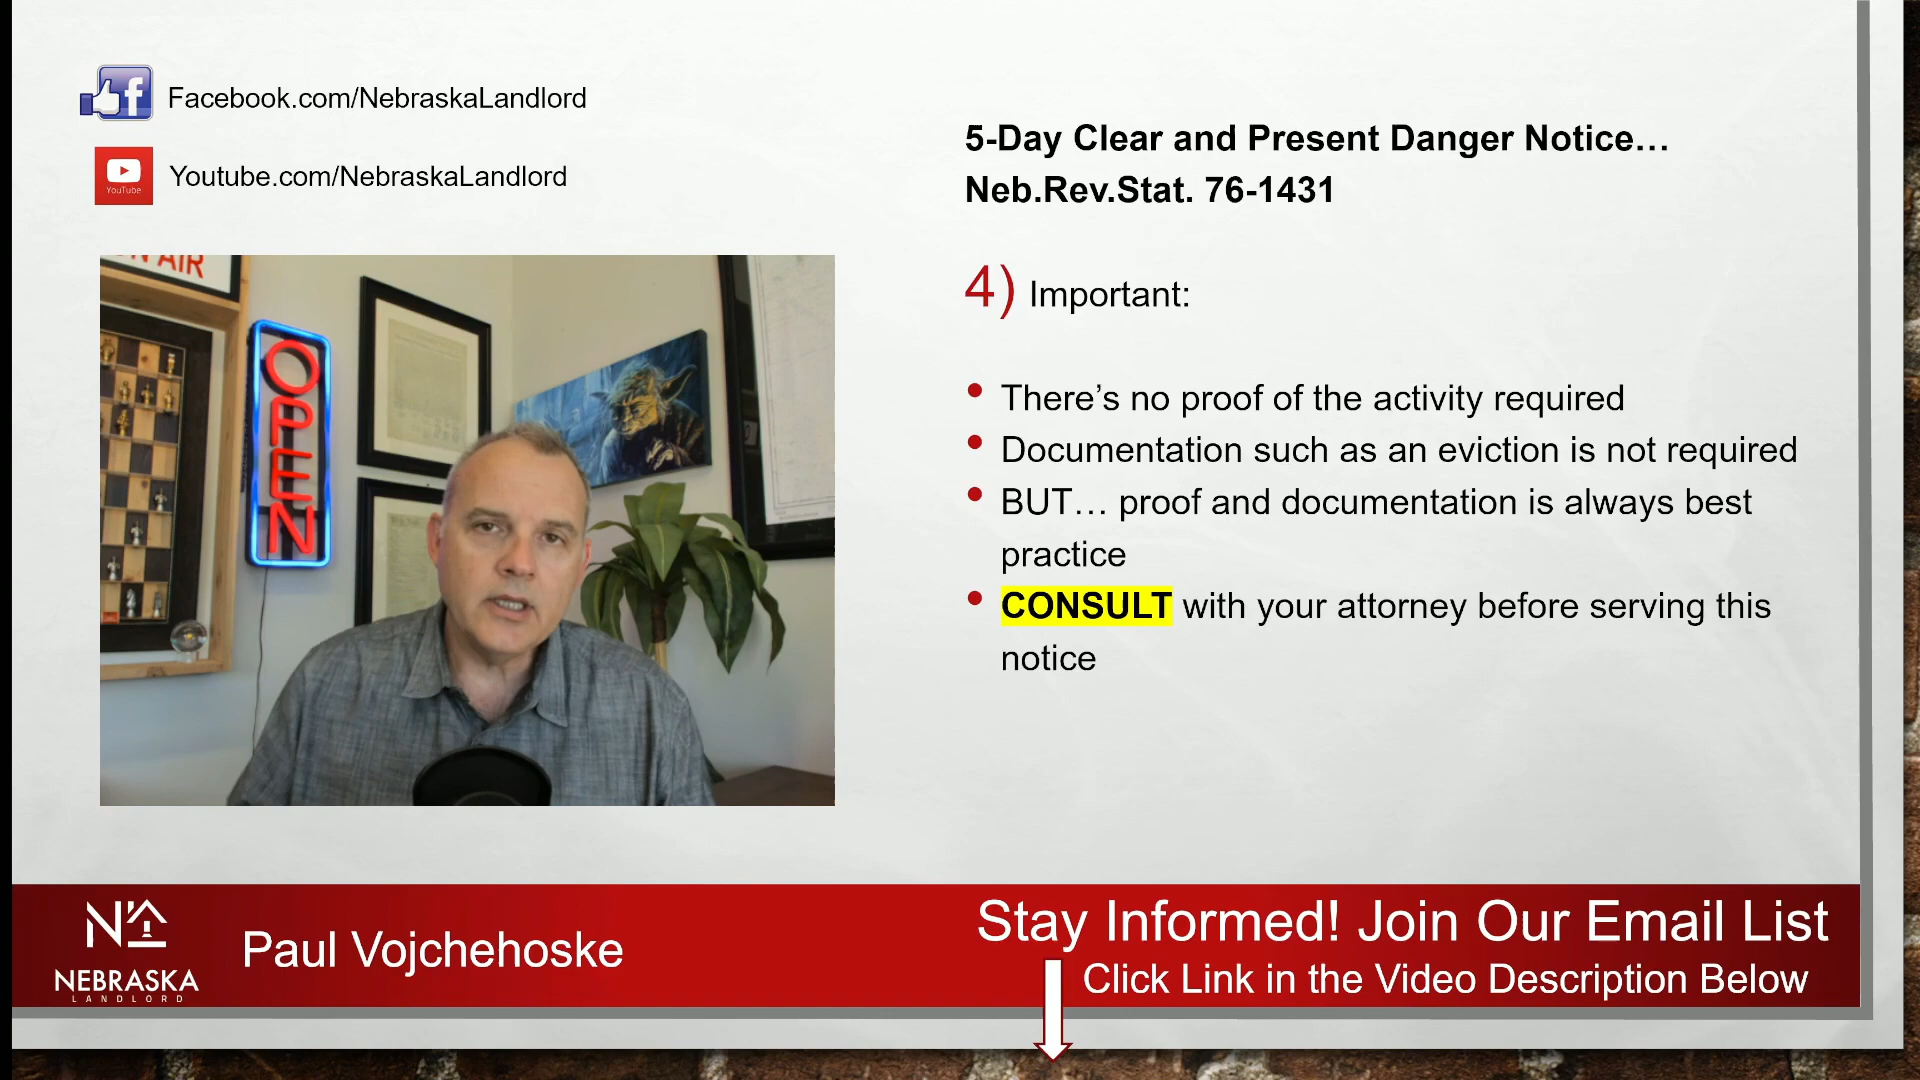 Facebook.com/NebraskaLandlord
YouTube
Youtube.com/NebraskaLandlord
5-Day Clear and Present Danger Notice…
Neb.Rev.Stat. 76-1431
4) Important:
• There’s no proof of the activity required
• Documentation such as an eviction is not required
• BUT… proof and documentation is always best
practice
• CONSULT with your attorney before serving this
notice
AIR
OPEN
NEBRASKA
LANDLORD
Paul Vojchehoske
Stay Informed! Join Our Email List
Click Link in the Video Description Below